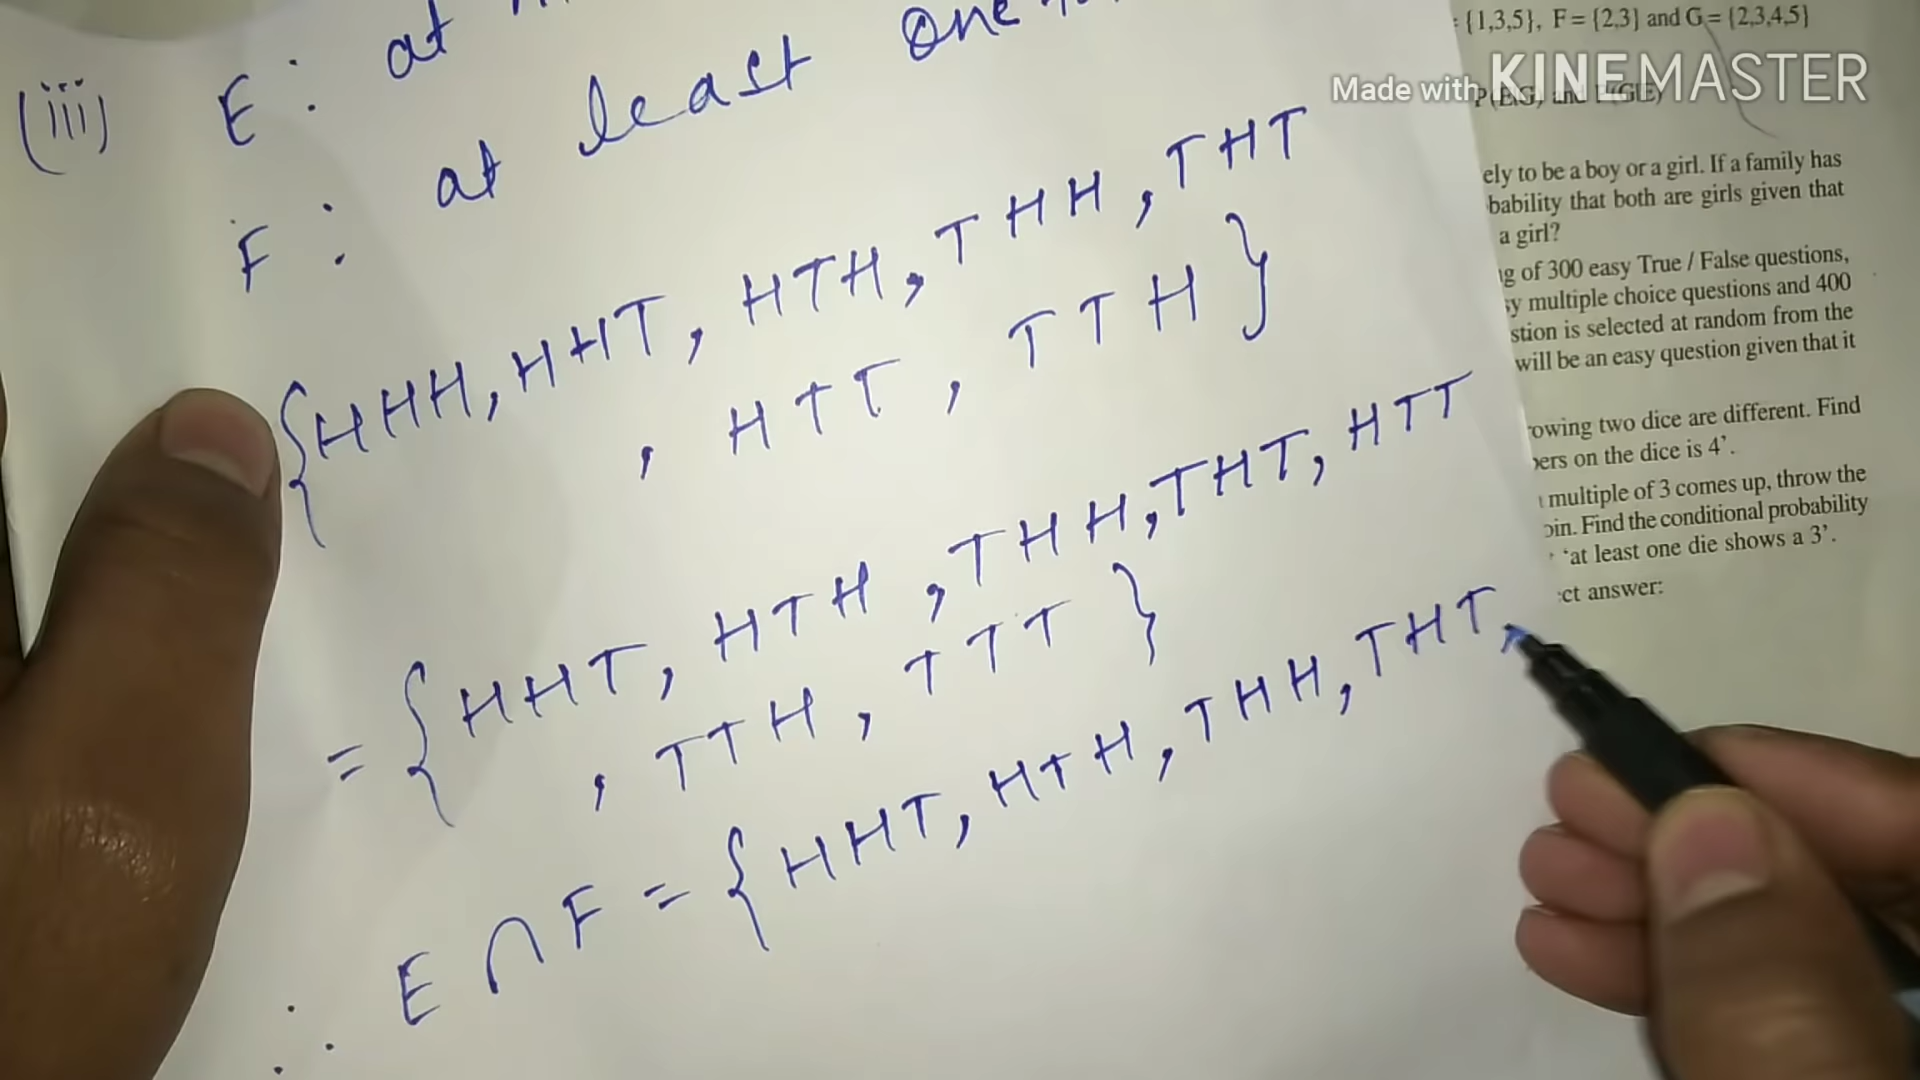 (iii) E : at
F : at least one
{HHH, HHT, HTH, THH, THT
, HTT, TTH}
= {HHT, HTH, THH, THT, HTT
, TTH, TTT}
∴ E ∩ F = {HHT, HTH, THH, THT,
{1,3,5}, F = {2,3} and G = {2,3,4,5}
Made with KINEMASTER
P(E|G) and P(G|E)
ely to be a boy or a girl. If a family has
bability that both are girls given that
a girl?
g of 300 easy True / False questions,
y multiple choice questions and 400
stion is selected at random from the
will be an easy question given that it
owing two dice are different. Find
ers on the dice is 4’.
multiple of 3 comes up, throw the
oin. Find the conditional probability
‘at least one die shows a 3’.
ct answer: